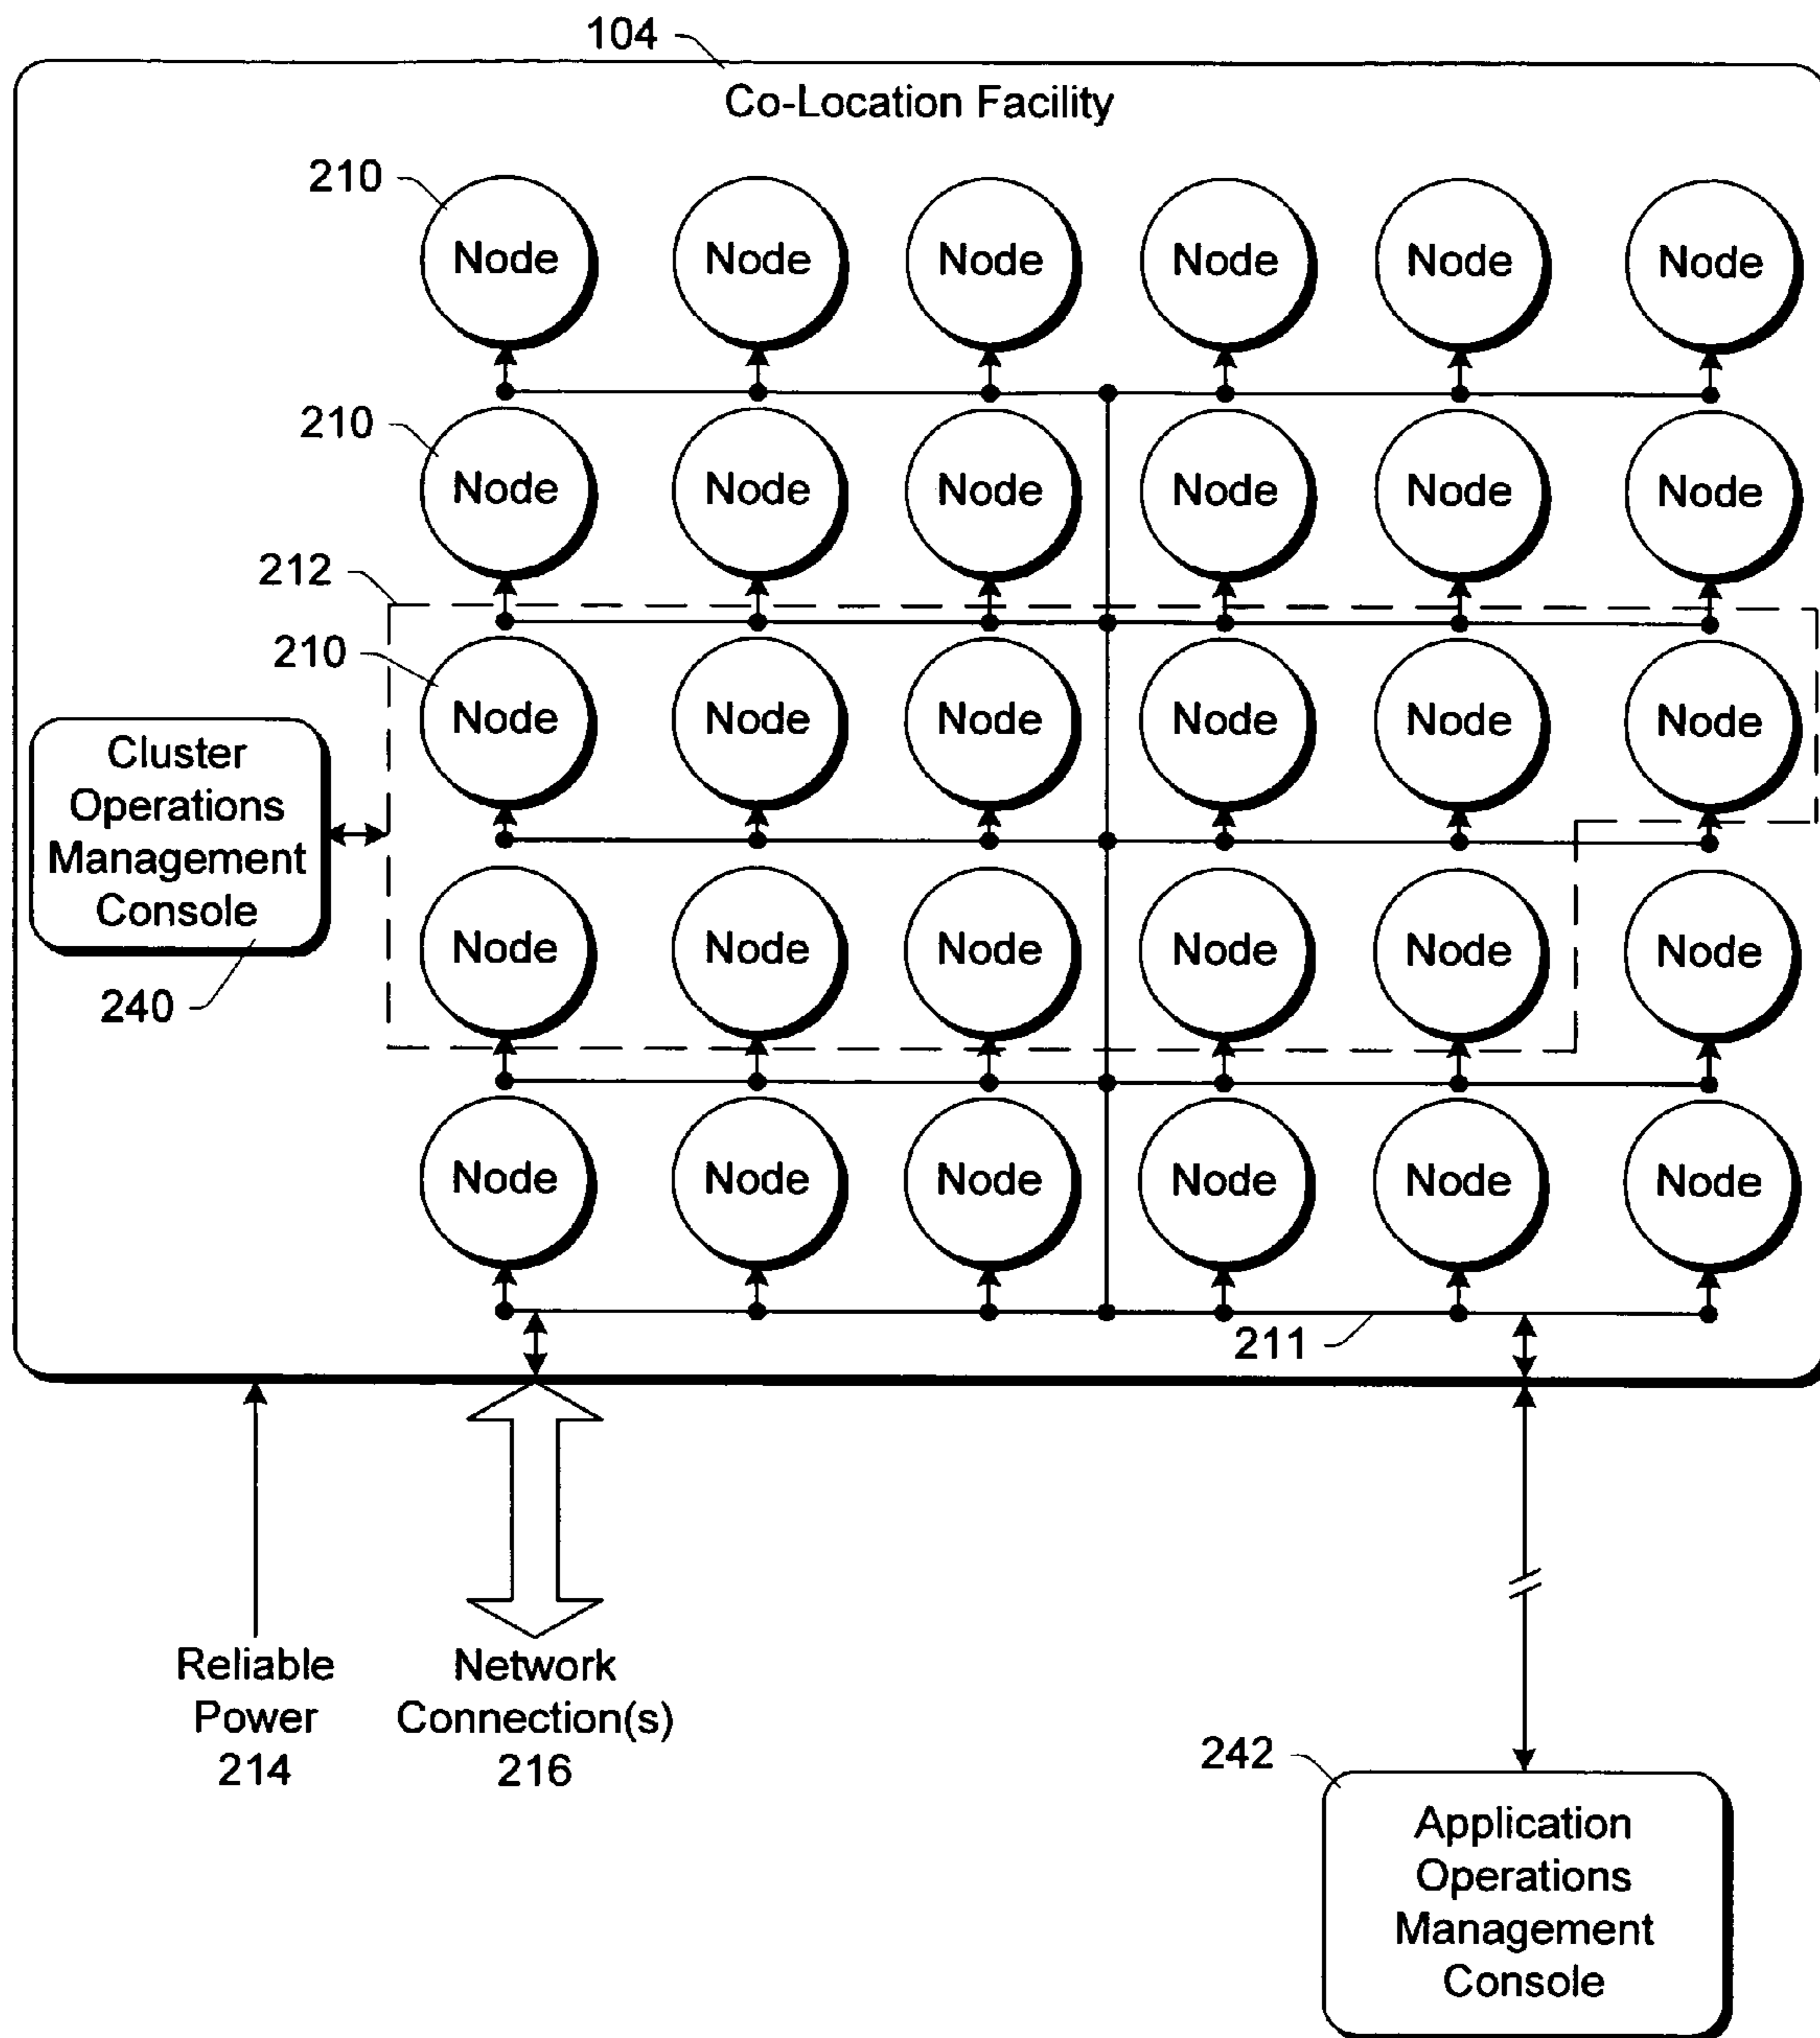 104
Co-Location Facility
210
Node Node Node Node Node Node
210
Node Node Node Node Node Node
212
210
Node Node Node Node Node Node
Cluster
Operations
Management
Console
240
Node Node Node Node Node Node
Node Node Node Node Node Node
211
Reliable
Power
214
Network
Connection(s)
216
242
Application
Operations
Management
Console